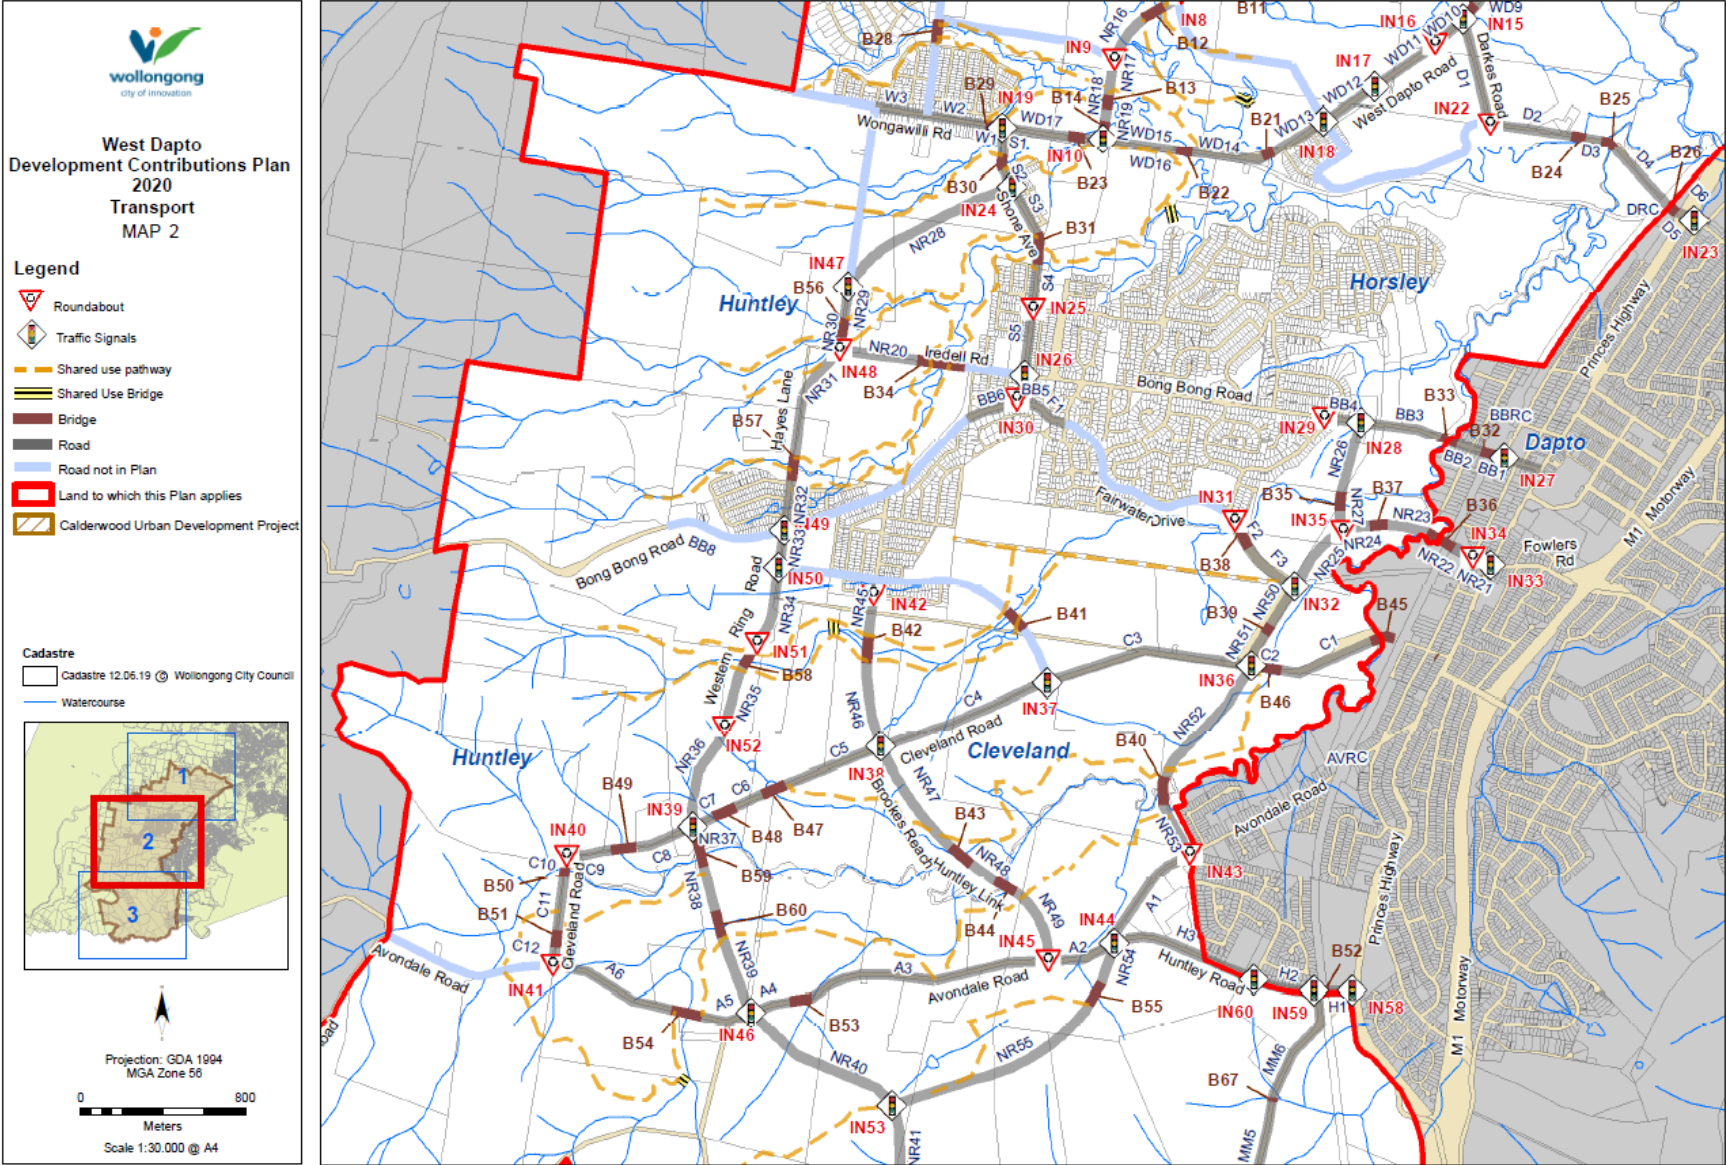 wollongong
city of innovation
West Dapto
Development Contributions Plan
2020
Transport
MAP 2
Legend
Roundabout
Traffic Signals
Shared use pathway
Shared Use Bridge
Bridge
Road
Road not in Plan
Land to which this Plan applies
Calderwood Urban Development Project
Cadastre
Cadastre 12.06.19 © Wollongong City Council
Watercourse
1
2
3
Projection: GDA 1994
MGA Zone 56
0 800
Meters
Scale 1:30.000 @ A4
NR16
IN8
B11
IN16
WD10
WD9
IN15
B28
B12
IN9
WD11
IN17
Darkes Road
D1
NR17
B29
IN19
B14
NR18
B13
WD12
West Dapto Road
IN22
B25
W3
W2
Wongawilli Rd
W1
S1
WD17
NR19
WD15
B21
WD13
D2
IN10
WD16
WD14
IN18
D3
D4
B26
B30
S2
B23
B22
B24
IN24
Shone Ave
S3
DRC
D6
D5
IN23
NR28
B31
IN47
B56
Huntley
S4
Horsley
NR29
NR30
IN25
Princes Highway
NR20
Iredell Rd
S5
IN26
IN48
B34
NR31
Bong Bong Road
BB5
BB6
F1
B33
Hayes Lane
B57
IN30
IN29
BB4
BB3
BBRC
IN28
B32
Dapto
NR26
BB2
BB1
IN27
M1 Motorway
NR32
Fairwater Drive
IN31
B35
B37
IN49
IN35
NR27
NR23
B36
F2
IN34
BB8
Bong Bong Road
NR33
B38
NR24
Fowlers
Rd
F3
NR25
NR22
NR21
IN33
Road
IN50
NR45
IN42
NR50
IN32
B39
B45
NR34
B41
Ring
B42
C3
NR51
C1
IN51
C2
Western
B58
IN36
B46
NR35
NR46
C4
IN37
NR52
IN52
Cleveland Road
Cleveland
B40
Huntley
NR36
C5
IN38
AVRC
B49
C6
Brookes Reach
NR47
IN39
C7
B47
Avondale Road
B43
IN40
NR37
B48
NR53
C10
C9
C8
Huntley Link
NR48
Princes Highway
B50
B59
IN43
C11
NR38
Cleveland Road
B51
B60
NR49
A1
B44
IN44
C12
IN45
A2
H3
B52
Avondale Road
IN41
A6
NR39
A3
Huntley Road
H2
NR54
A5
A4
Avondale Road
M1 Motorway
B55
IN60
IN59
H1
IN58
B54
IN46
B53
NR40
NR55
MM6
B67
IN53
NR41
MM5